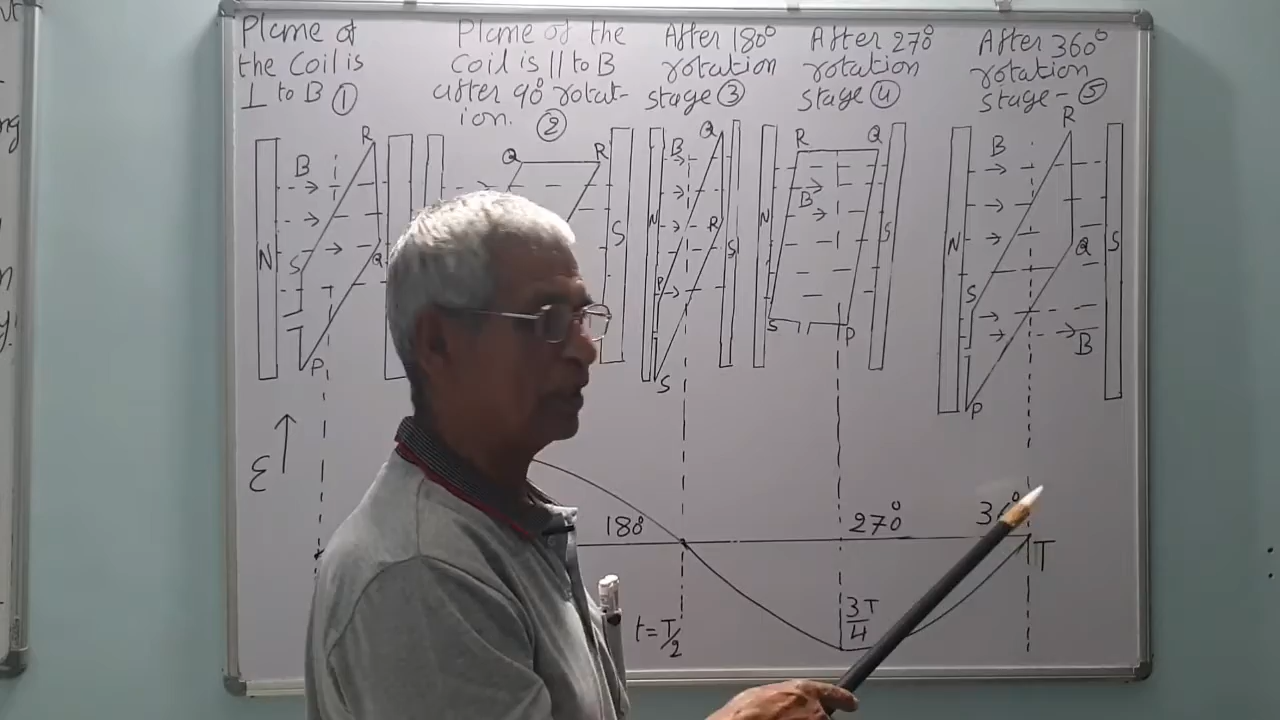 Plane of
the Coil is
⊥ to B ①
Plane of the
Coil is || to B
after 90° rotat-
ion. ②
After 180°
rotation
stage ③
After 270
rotation
stage ④
After 360°
rotation
stage - ⑤
R
B
N
S
Q
P
Q
R
S
Q
B
N
R
S
P
S
R
Q
B
N
S
S
P
R
B
N
S
Q
S
B
P
ε
180
270°
T
t = T/2
3T/4